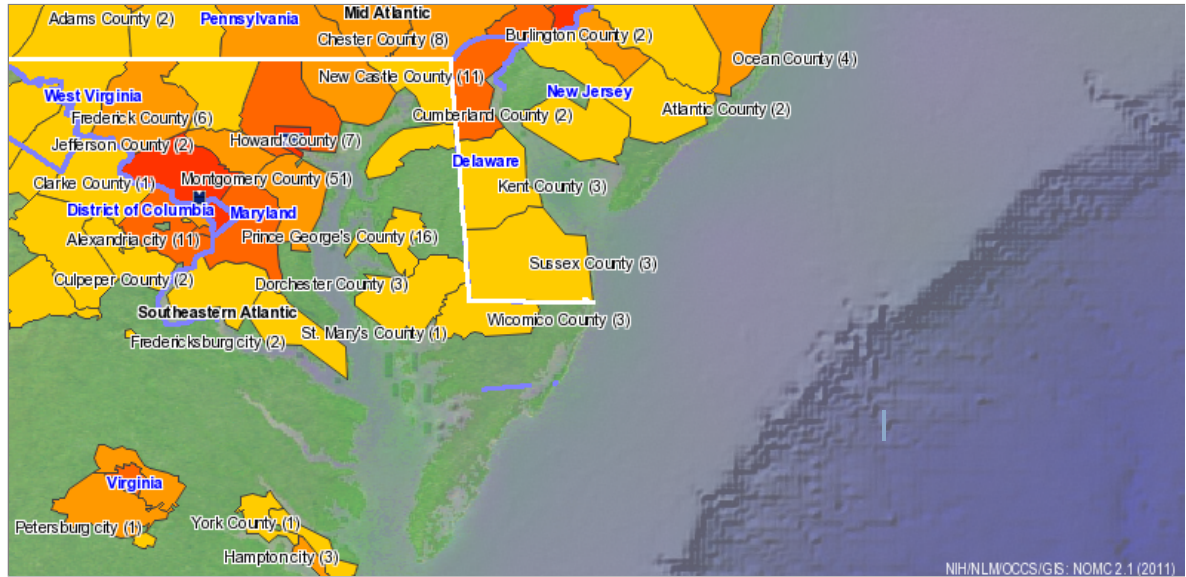 Mid Atlantic
Adams County (2)
Pennsylvania
Chester County (8)
Burlington County (2)
Ocean County (4)
New Castle County (11)
West Virginia
New Jersey
Frederick County (6)
Cumberland County (2)
Atlantic County (2)
Jefferson County (2)
Howard County (7)
Delaware
Clarke County (1)
Montgomery County (51)
Kent County (3)
District of Columbia
Maryland
Alexandria city (11)
Prince George's County (16)
Sussex County (3)
Culpeper County (2)
Dorchester County (3)
Southeastern Atlantic
Wicomico County (3)
St. Mary's County (1)
Fredericksburg city (2)
Virginia
Petersburg city (1)
York County (1)
Hampton city (3)
NIH/NLM/OCCS/GIS: NOMC 2.1 (2011)